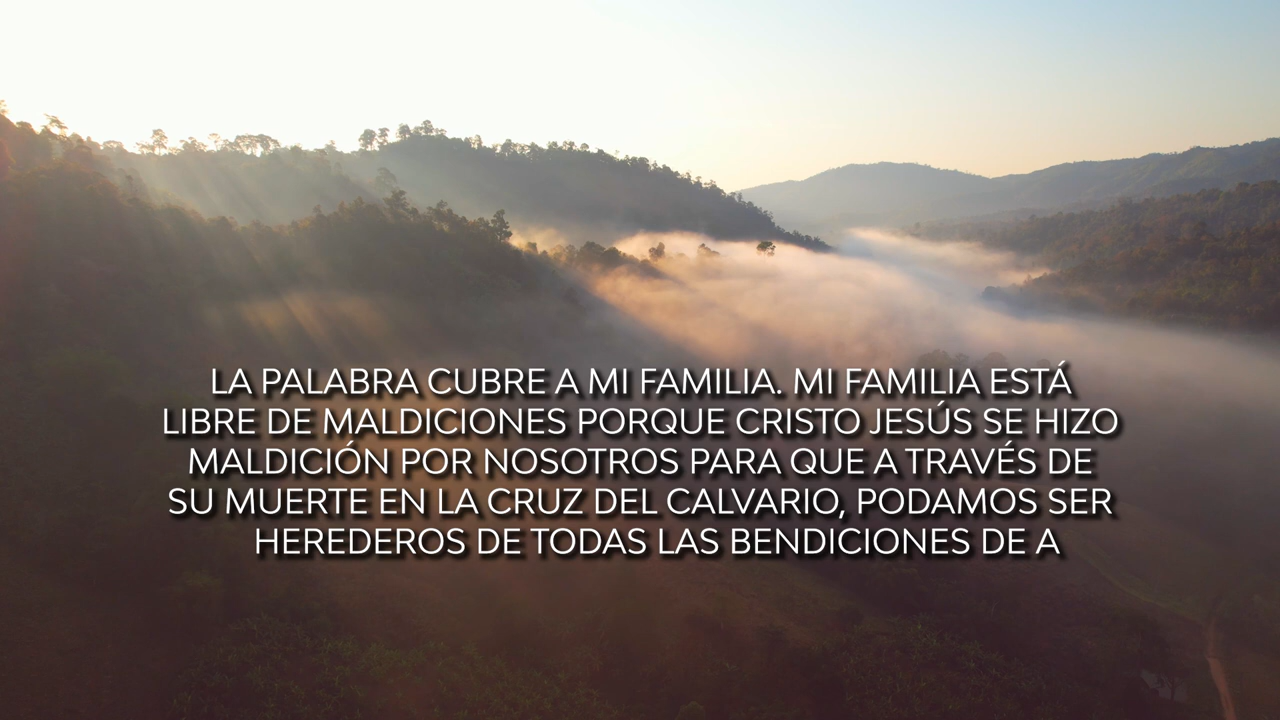 LA PALABRA CUBRE A MI FAMILIA. MI FAMILIA ESTÁ
LIBRE DE MALDICIONES PORQUE CRISTO JESÚS SE HIZO
MALDICIÓN POR NOSOTROS PARA QUE A TRAVÉS DE
SU MUERTE EN LA CRUZ DEL CALVARIO, PODAMOS SER
HEREDEROS DE TODAS LAS BENDICIONES DE A